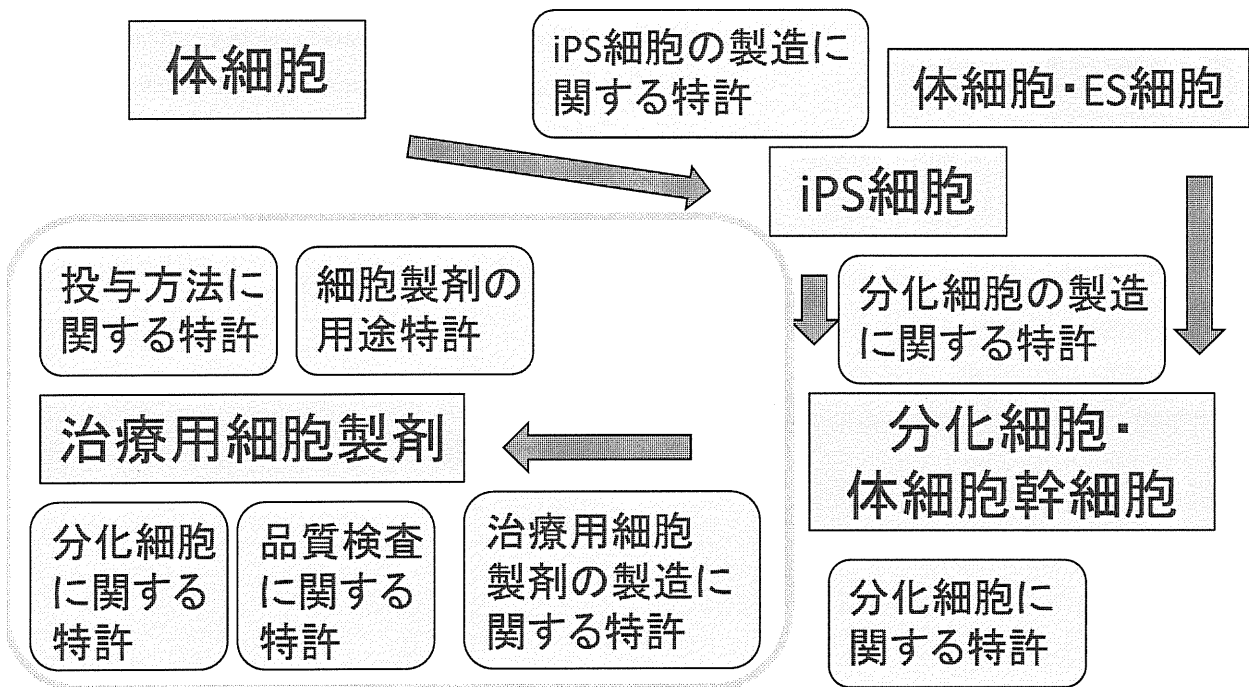 体細胞
iPS細胞の製造に
関する特許
体細胞・ES細胞
iPS細胞
投与方法に
関する特許
細胞製剤の
用途特許
分化細胞の製造
に関する特許
治療用細胞製剤
分化細胞・
体細胞幹細胞
分化細胞
に関する
特許
品質検査
に関する
特許
治療用細胞
製剤の製造に
関する特許
分化細胞に
関する特許